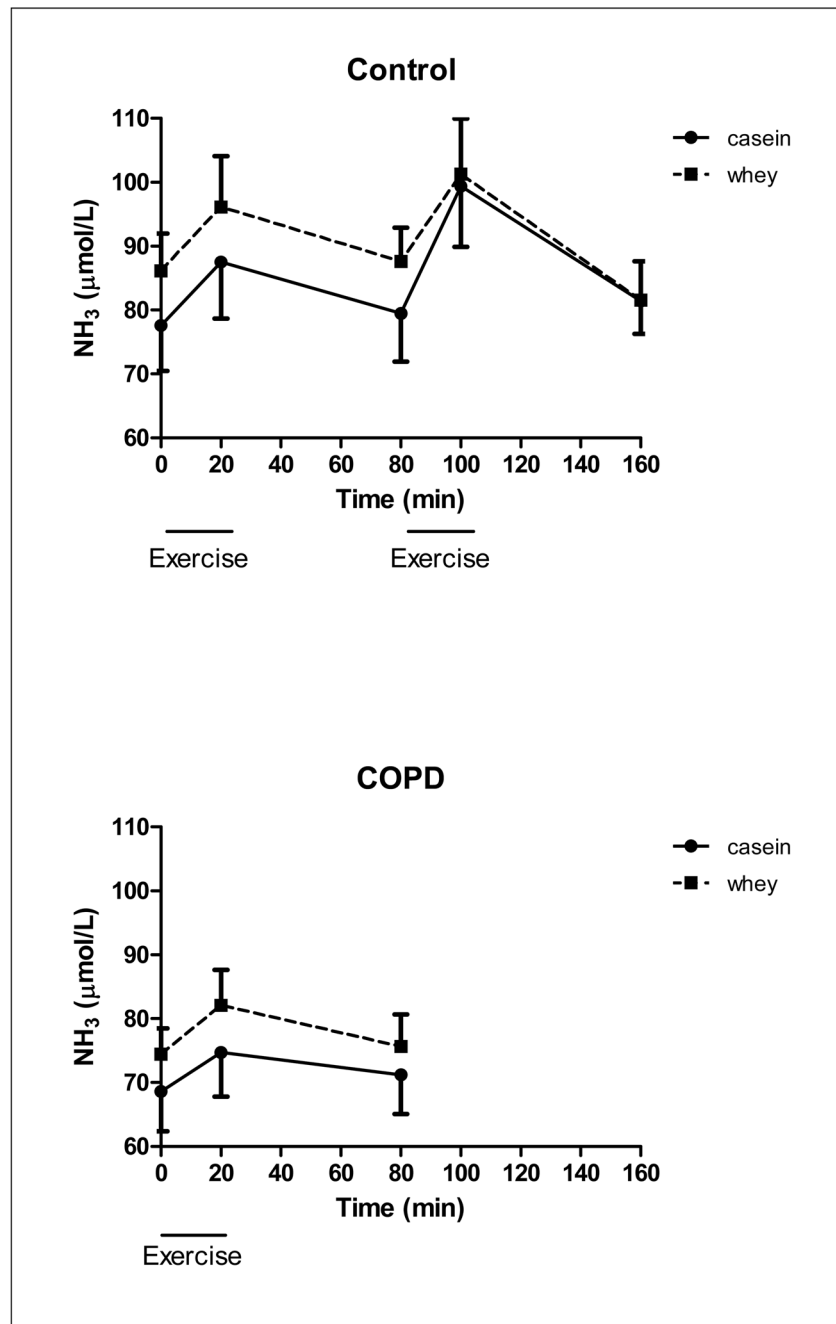 Control
110
100
90
80
70
60
NH₃ (μmol/L)
casein
whey
0 20 40 60 80 100 120 140 160
Time (min)
Exercise Exercise
COPD
110
100
90
80
70
60
NH₃ (μmol/L)
casein
whey
0 20 40 60 80 100 120 140 160
Time (min)
Exercise